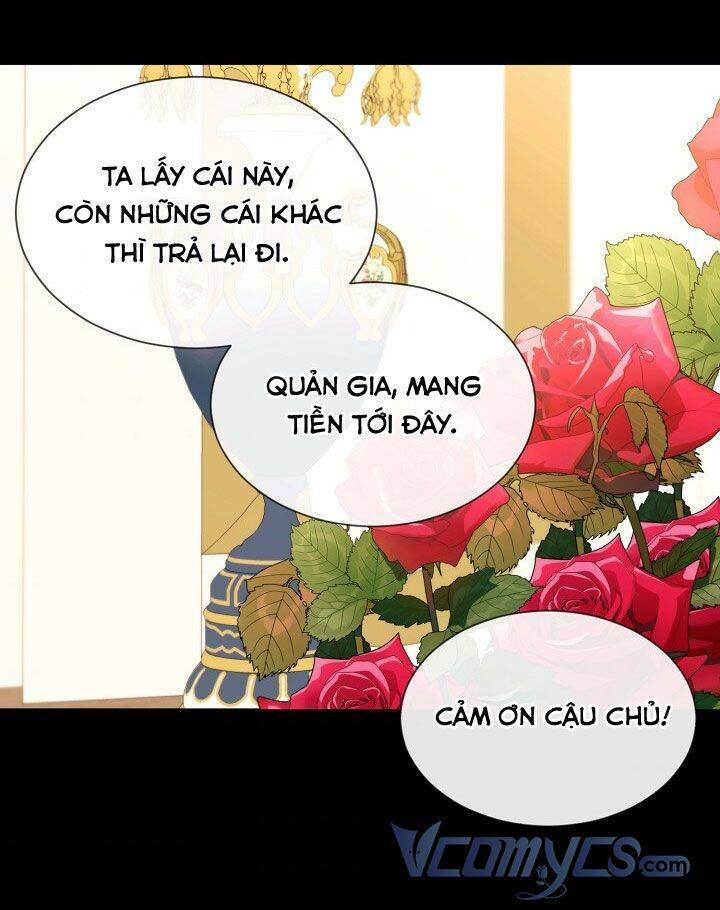 TA LẤY CÁI NÀY,
CÒN NHỮNG CÁI KHÁC
THÌ TRẢ LẠI ĐI.
QUẢN GIA, MANG
TIỀN TỚI ĐÂY.
CẢM ƠN CẬU CHỦ!
VCOMYCS.com